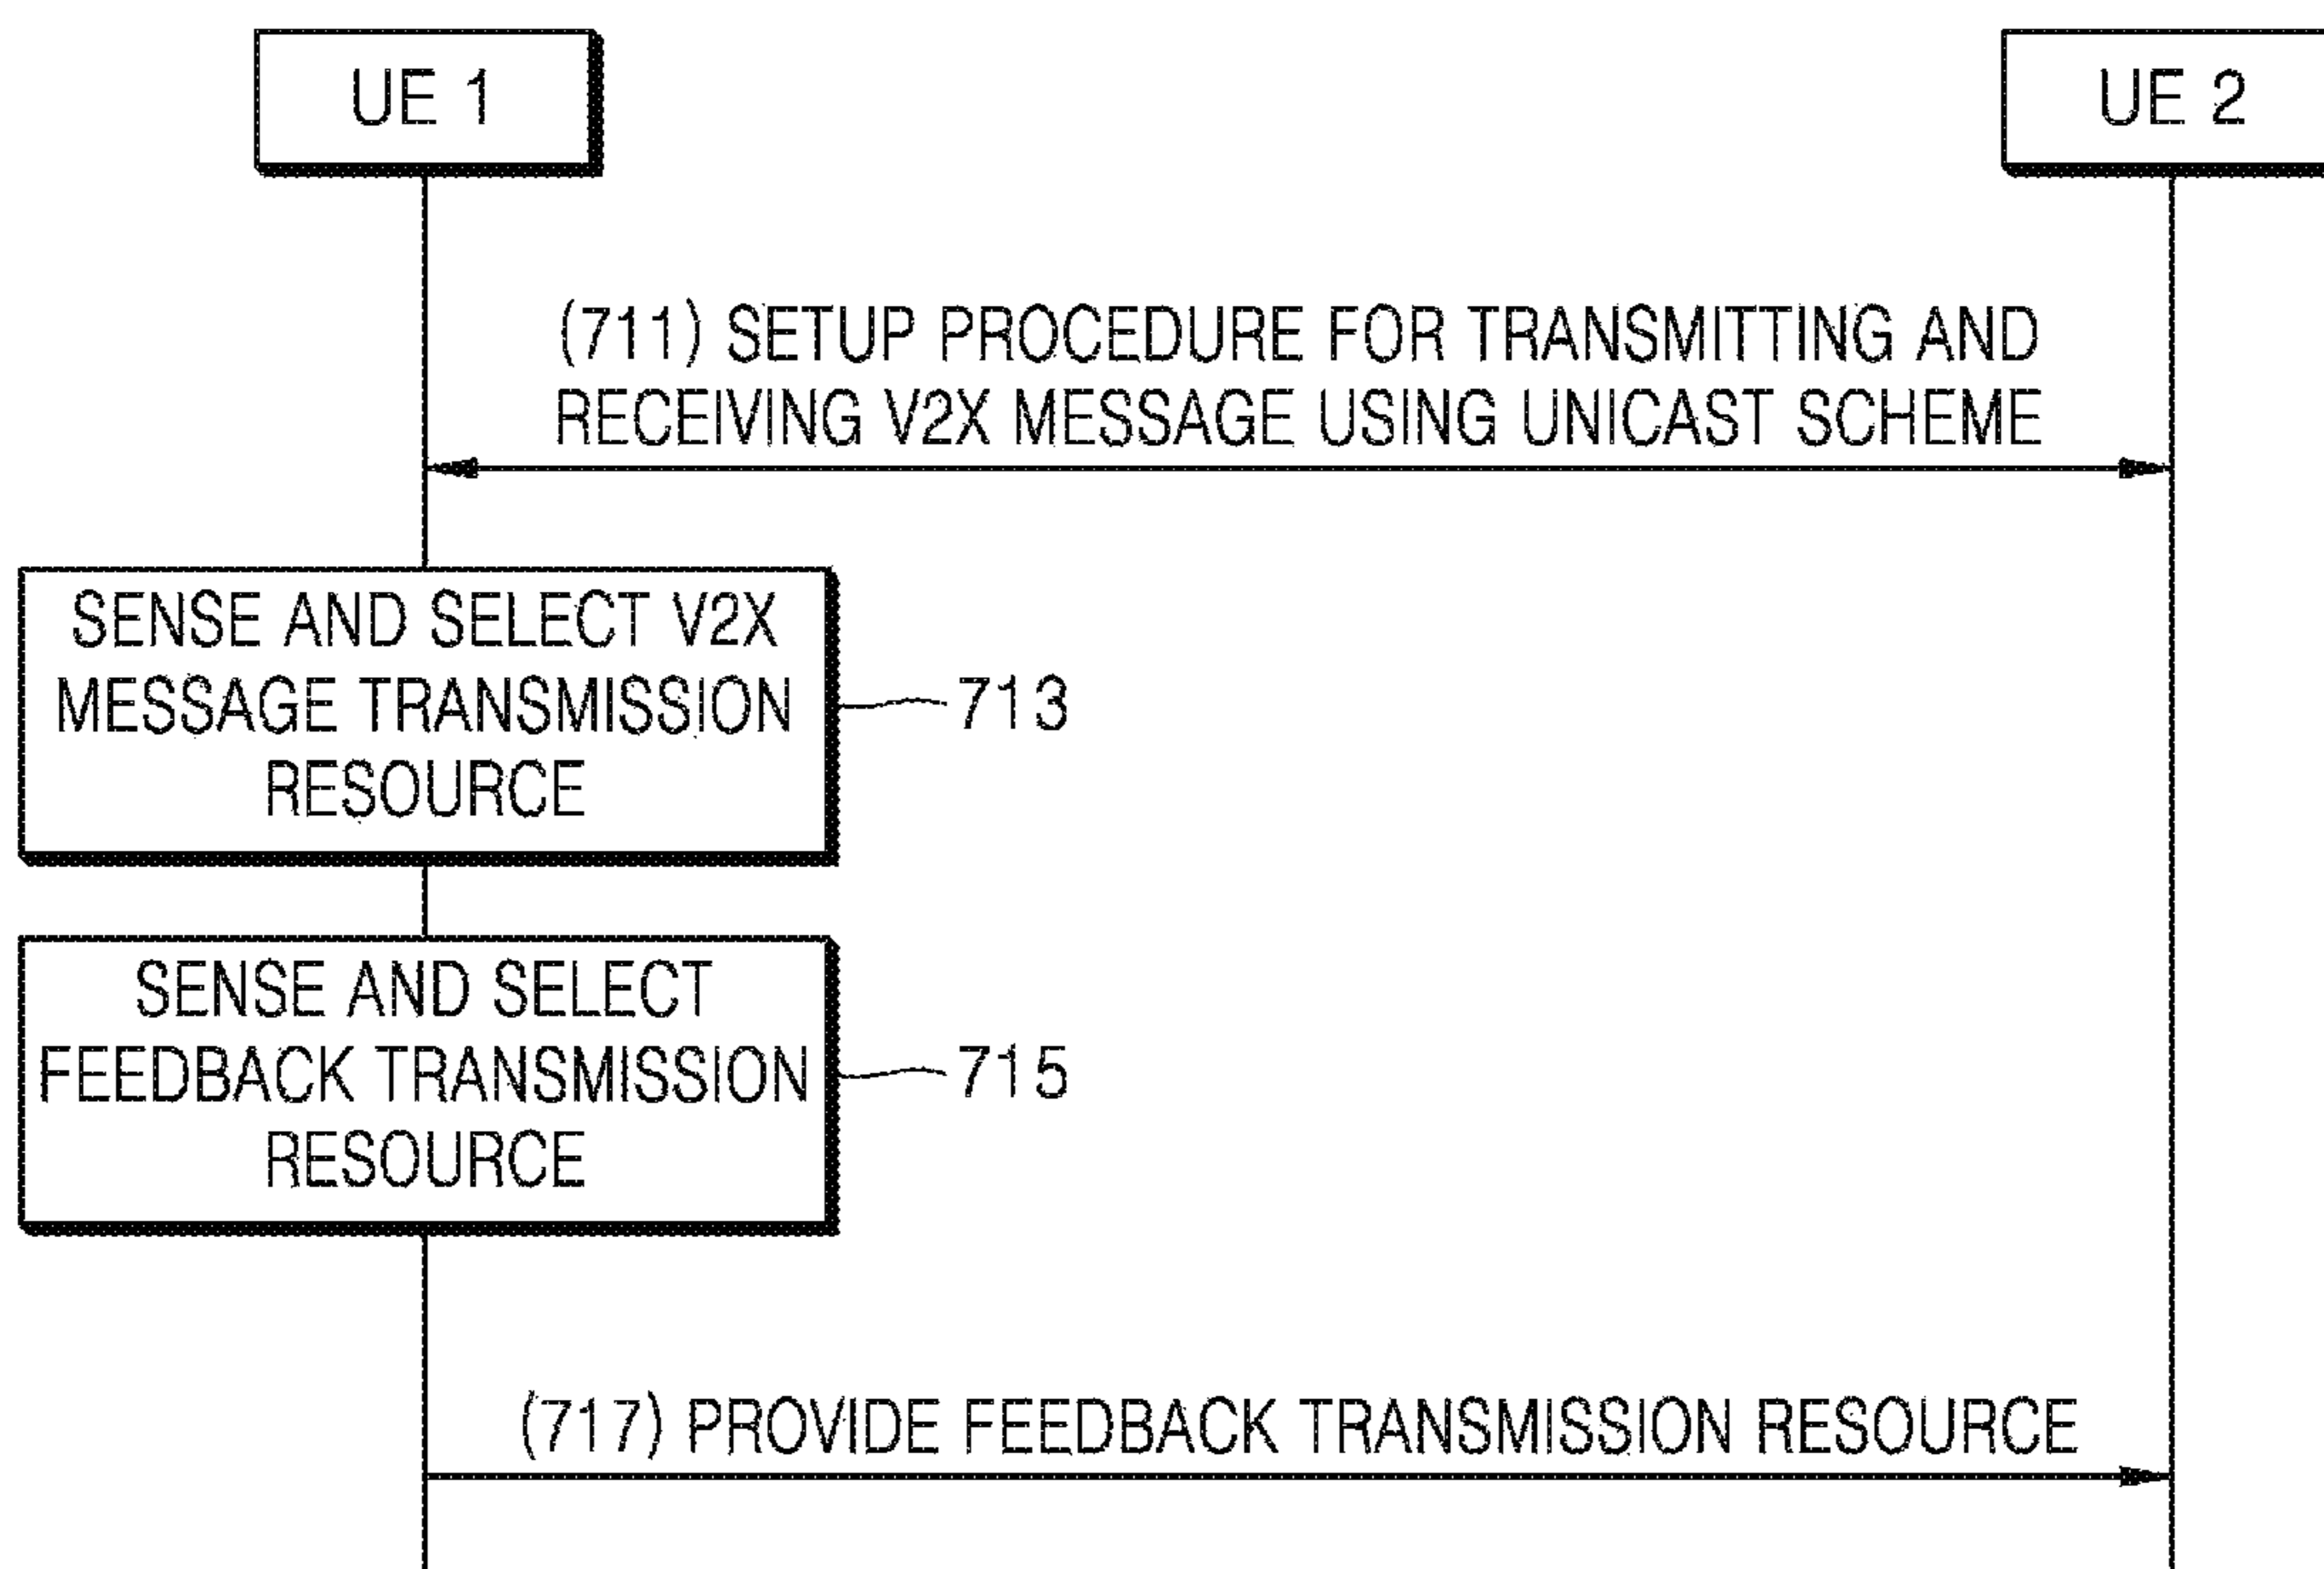 UE 1
UE 2
(711) SETUP PROCEDURE FOR TRANSMITTING AND
RECEIVING V2X MESSAGE USING UNICAST SCHEME
SENSE AND SELECT V2X
MESSAGE TRANSMISSION
RESOURCE
713
SENSE AND SELECT
FEEDBACK TRANSMISSION
RESOURCE
715
(717) PROVIDE FEEDBACK TRANSMISSION RESOURCE